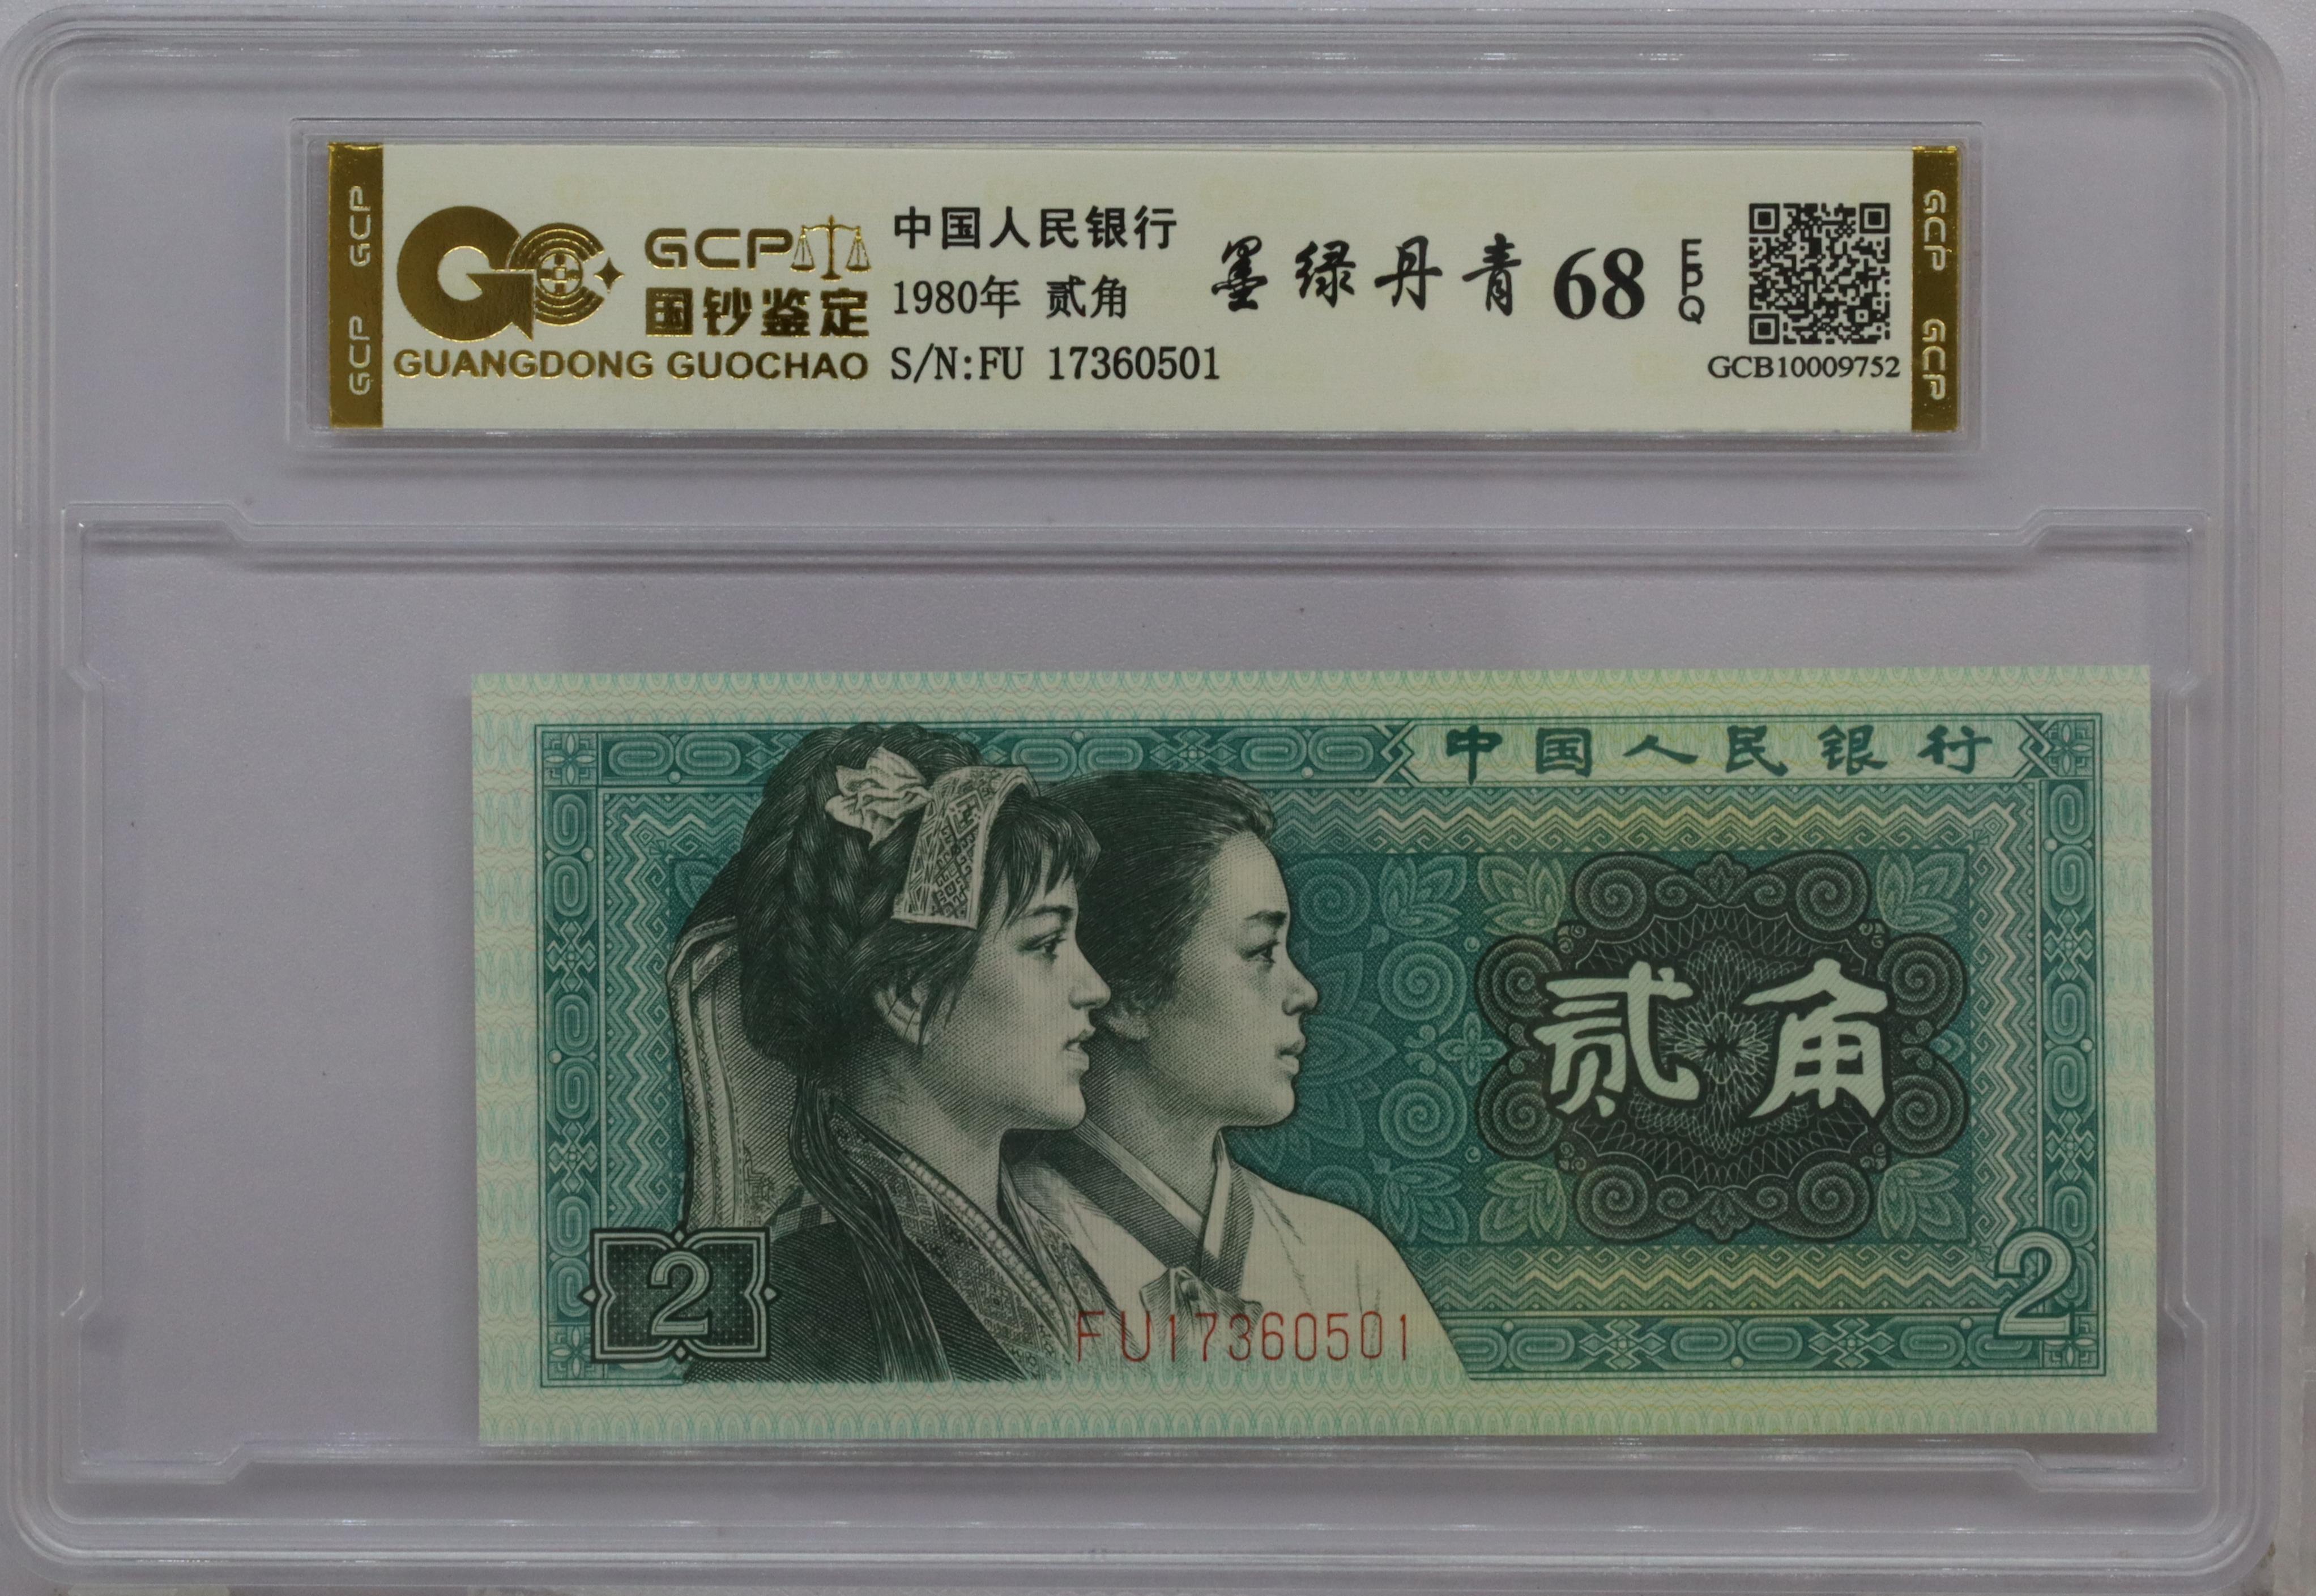 GCP GCP
GCP
国钞鉴定
GUANGDONG GUOCHAO
中国人民银行
1980年 贰角
S/N:FU 17360501
墨绿丹青 68 EPQ
GCB10009752
GCP GCP
中国人民银行
贰角
2
2
FU17360501